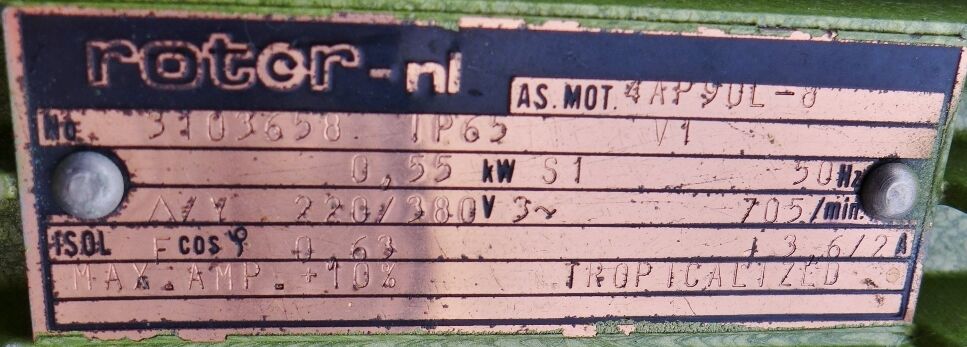 rotor-nl
AS. MOT. 4AP90L-8
No. 3103658 IP65 V1
0,55 kW S1 50Hz
Δ/Y 220/380V 3~ 705/min.
ISOL F cos φ 0,63 3,6/2A
MAX. AMP. +10% TROPICALIZED